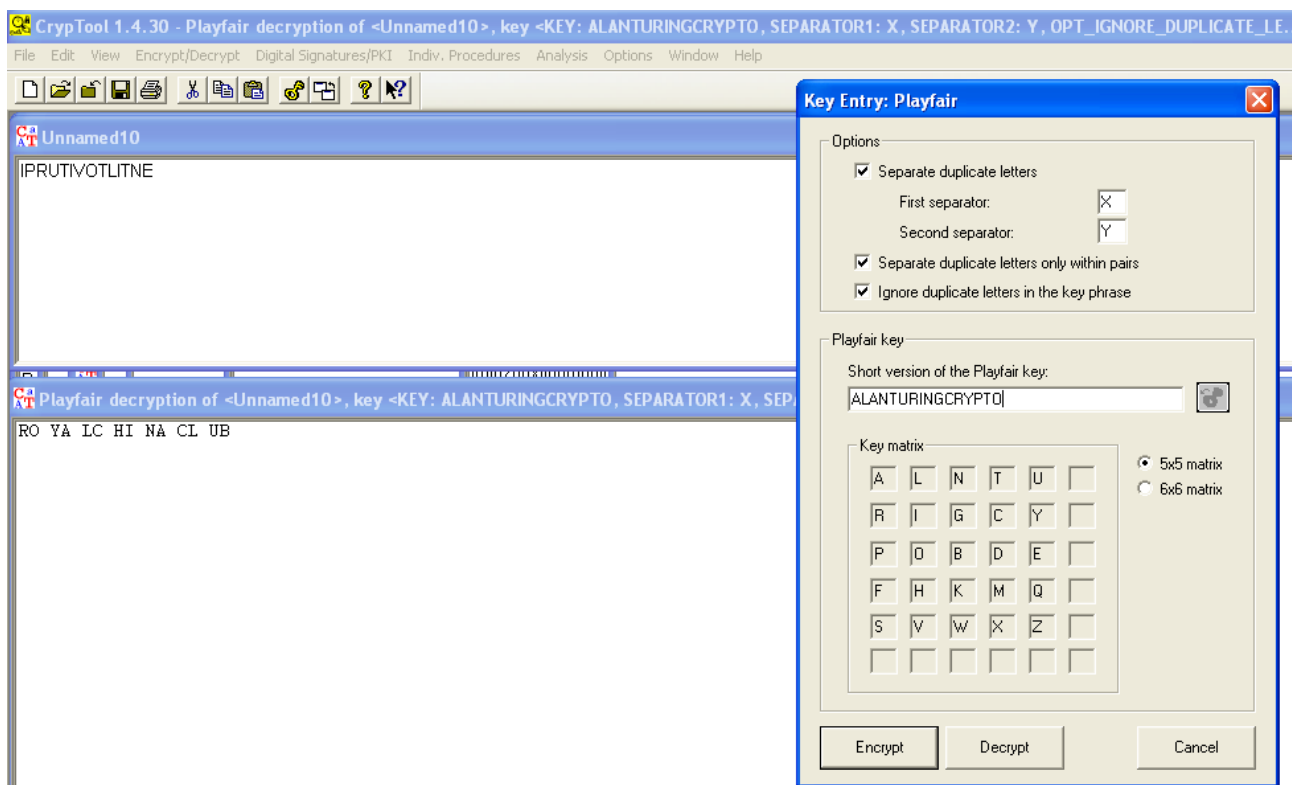 CrypTool 1.4.30 - Playfair decryption of <Unnamed10>, key <KEY: ALANTURINGCRYPTO, SEPARATOR1: X, SEPARATOR2: Y, OPT_IGNORE_DUPLICATE_LE.
File Edit View Encrypt/Decrypt Digital Signatures/PKI Indiv. Procedures Analysis Options Window Help
Unnamed10
IPRUTIVOTLITNE
Playfair decryption of <Unnamed10>, key <KEY: ALANTURINGCRYPTO, SEPARATOR1: X, SEP
RO YA LC HI NA CL UB
Key Entry: Playfair
Options
Separate duplicate letters
First separator: X
Second separator: Y
Separate duplicate letters only within pairs
Ignore duplicate letters in the key phrase
Playfair key
Short version of the Playfair key:
ALANTURINGCRYPTO
Key matrix
A L N T U
R I G C Y
P O B D E
F H K M Q
S V W X Z
5x5 matrix
6x6 matrix
Encrypt Decrypt Cancel